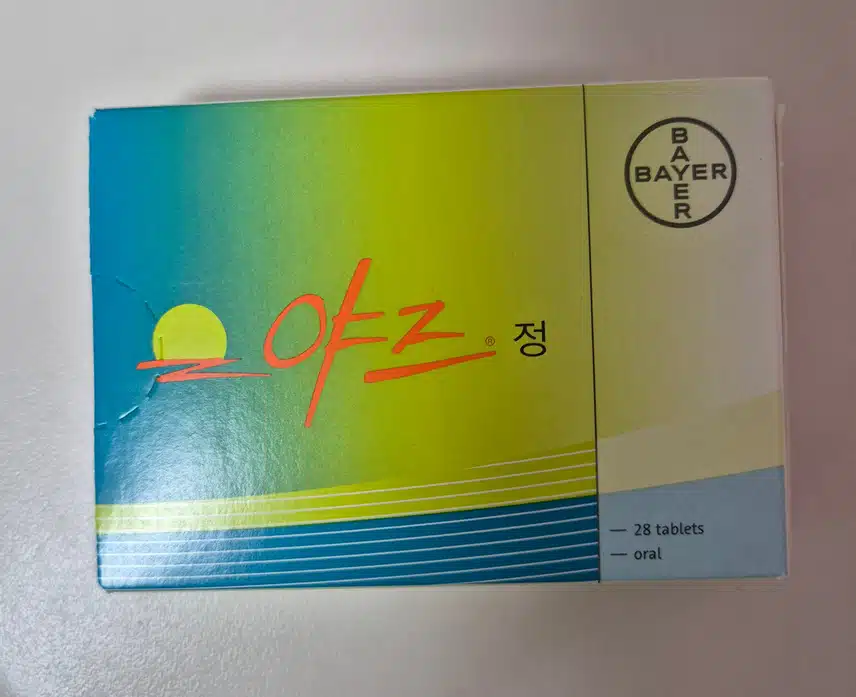 BAYER
BAYER
야즈® 정
— 28 tablets
— oral